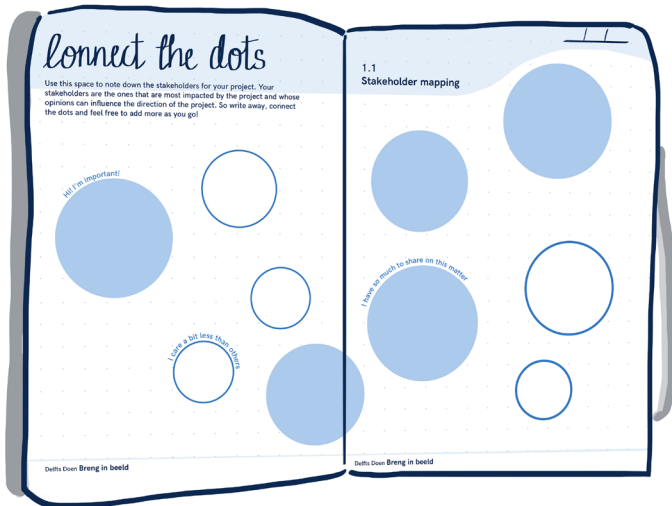 Connect the dots
Use this space to note down the stakeholders for your project. Your
stakeholders are the ones that are most impacted by the project and whose
opinions can influence the direction of the project. So write away, connect
the dots and feel free to add more as you go!
Hi! I'm important!
I care a bit less than others
Delfts Doen Breng in beeld
1.1
Stakeholder mapping
I have so much to share on this matter
Delfts Doen Breng in beeld